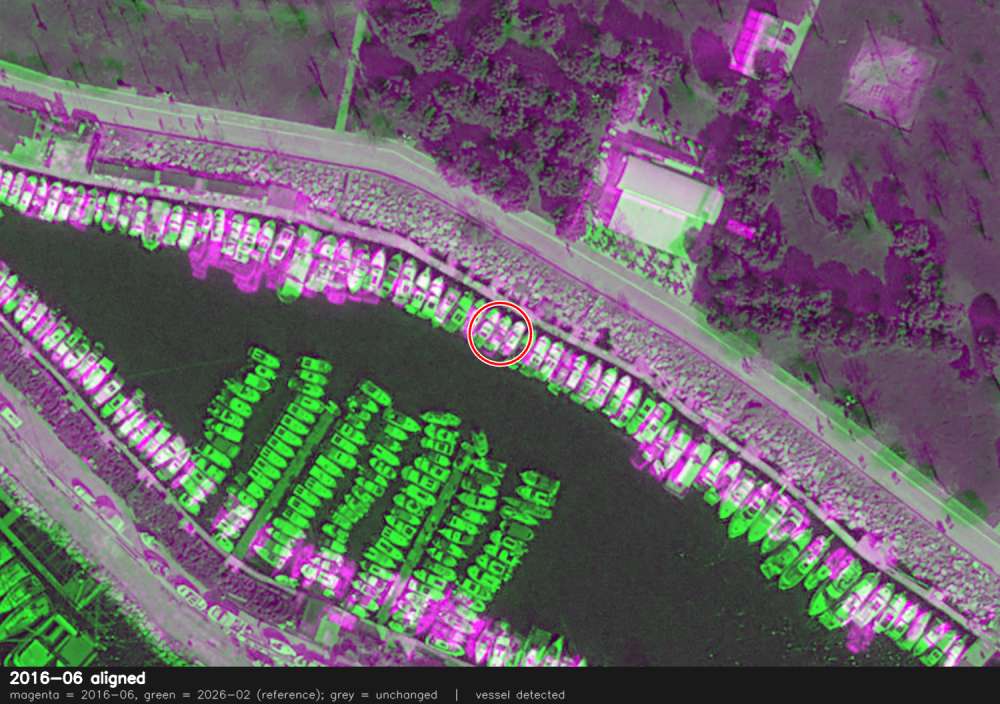 2016-06 aligned
magenta = 2016-06, green = 2026-02 (reference); grey = unchanged | vessel detected